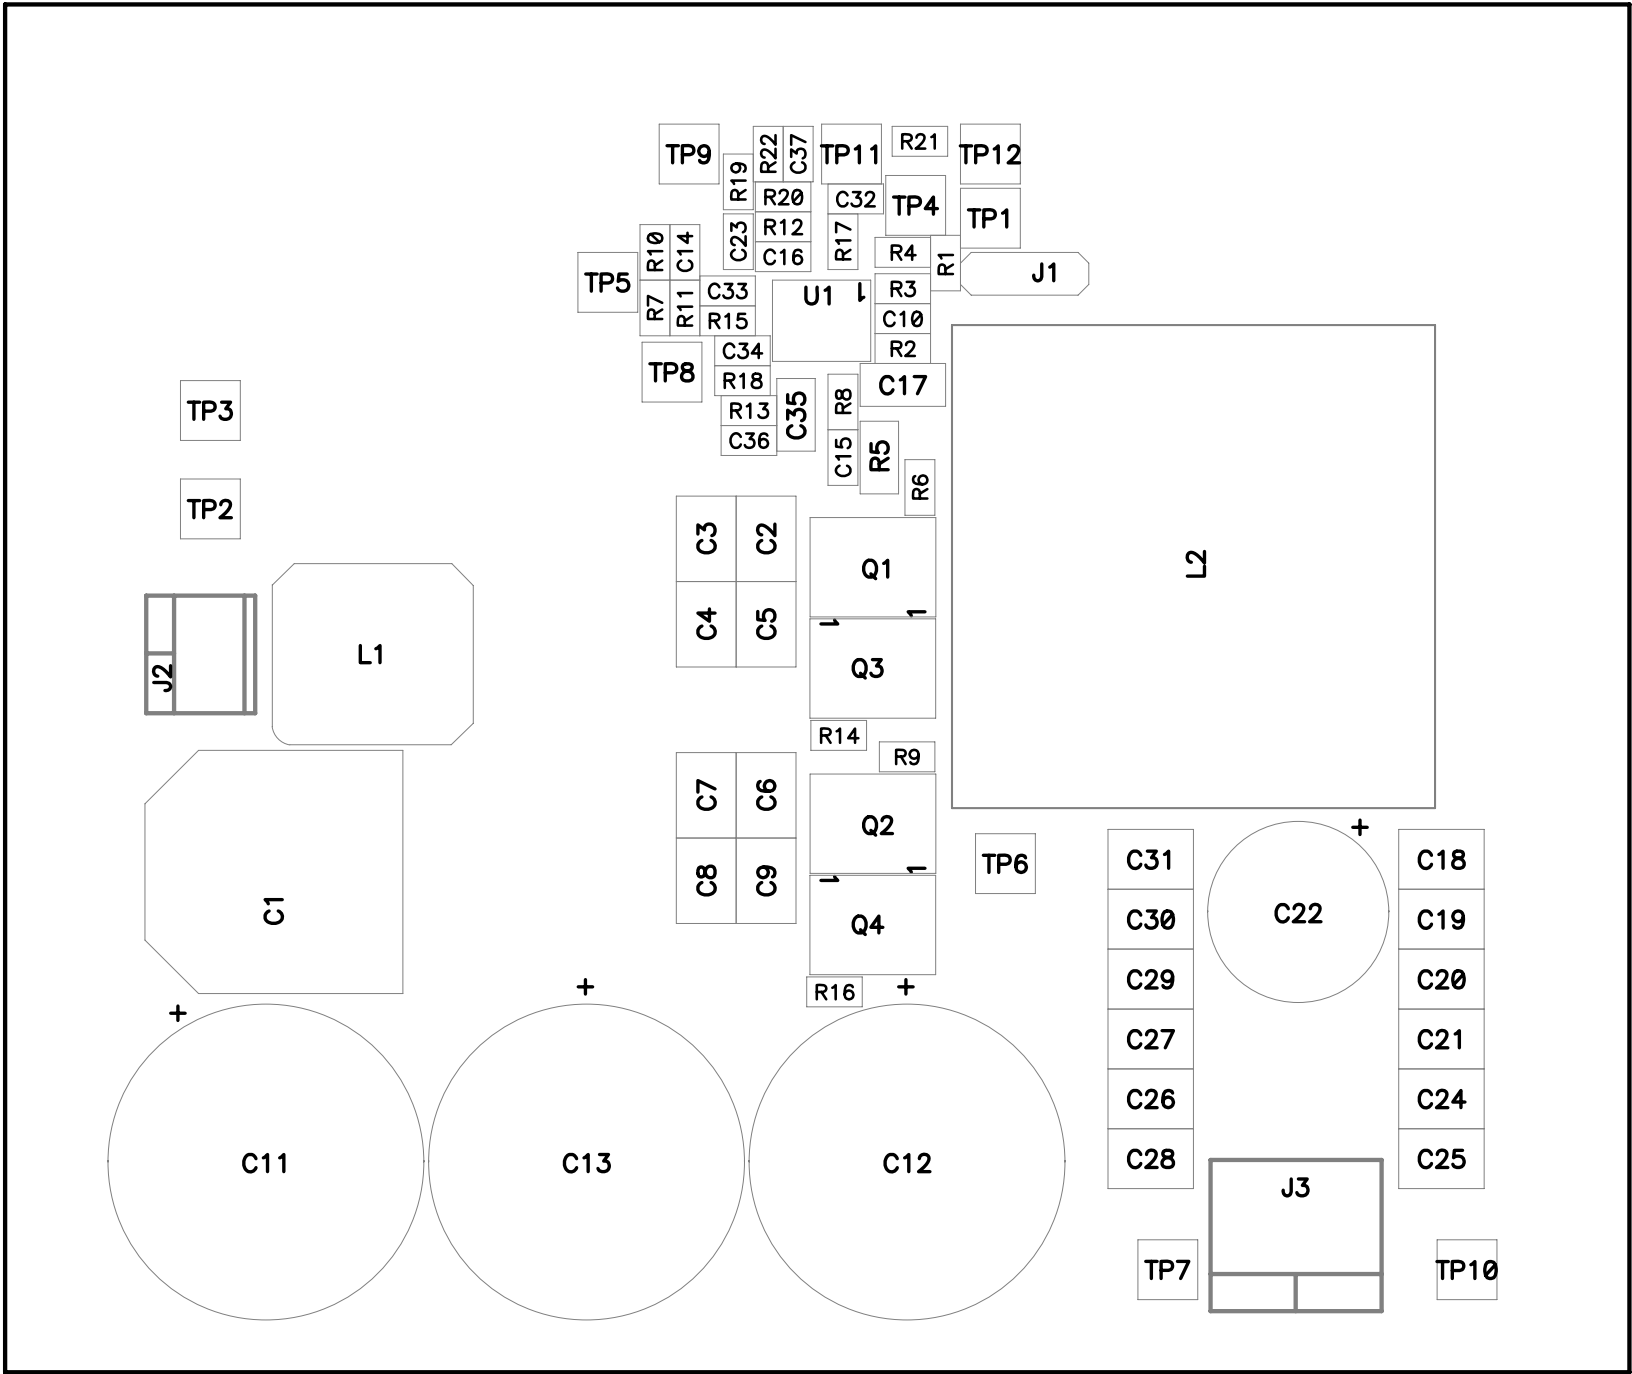 TP9
R22
C37
TP11
R21
TP12
R19
R20
C32
TP4
TP1
R10
C14
C23
R12
R17
R4
R1
C16
J1
TP5
R7
R11
C33
U1
1
R3
R15
C10
C34
R2
TP8
R18
C17
TP3
R13
C35
R8
C36
C15
R5
R6
TP2
C3
C2
Q1
L2
1
C4
C5
1
J2
L1
Q3
R14
R9
C7
C6
Q2
+
TP6
C31
C18
1
C8
C9
1
C1
Q4
C30
C22
C19
C29
C20
+
+
R16
+
C27
C21
C26
C24
C11
C13
C12
C28
C25
J3
TP7
TP10